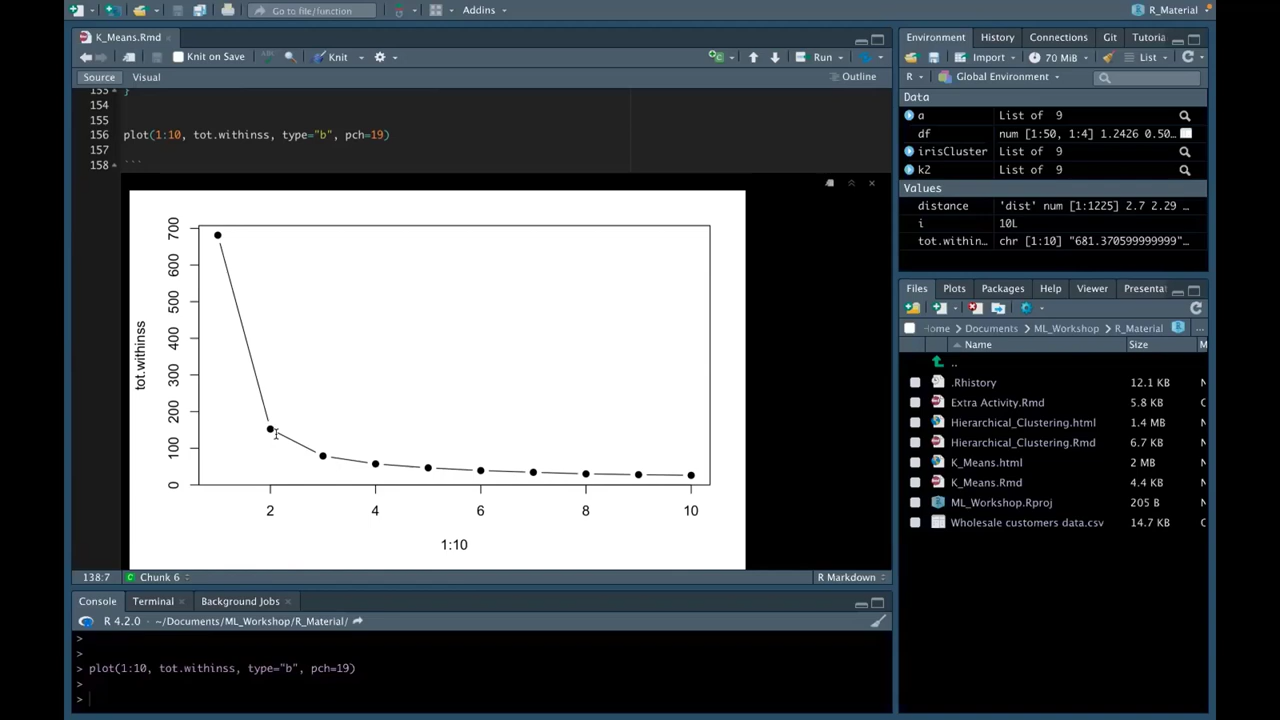 Go to file/function
Addins
R_Material
K_Means.Rmd
Knit on Save
Knit
Run
Source
Visual
Outline
153
}
154
155
156 plot(1:10, tot.withinss, type="b", pch=19)
157
158 ```
tot.withinss
700
600
500
400
300
200
100
0
2 4 6 8 10
1:10
138:7
Chunk 6
R Markdown
Console
Terminal
Background Jobs
R 4.2.0 · ~/Documents/ML_Workshop/R_Material/
>
>
> plot(1:10, tot.withinss, type="b", pch=19)
>
>
Environment
History
Connections
Git
Tutoria
Import
70 MiB
List
R
Global Environment
Data
a List of 9
df num [1:50, 1:4] 1.2426 0.50…
irisCluster List of 9
k2 List of 9
Values
distance 'dist' num [1:1225] 2.7 2.29 …
i 10L
tot.within… chr [1:10] "681.370599999999"…
Files
Plots
Packages
Help
Viewer
Presenta
Home
Documents
ML_Workshop
R_Material
...
Name
Size
M
..
.Rhistory 12.1 KB
Extra Activity.Rmd 5.8 KB
Hierarchical_Clustering.html 1.4 MB
Hierarchical_Clustering.Rmd 6.7 KB
K_Means.html 2 MB
K_Means.Rmd 4.4 KB
ML_Workshop.Rproj 205 B
Wholesale customers data.csv 14.7 KB